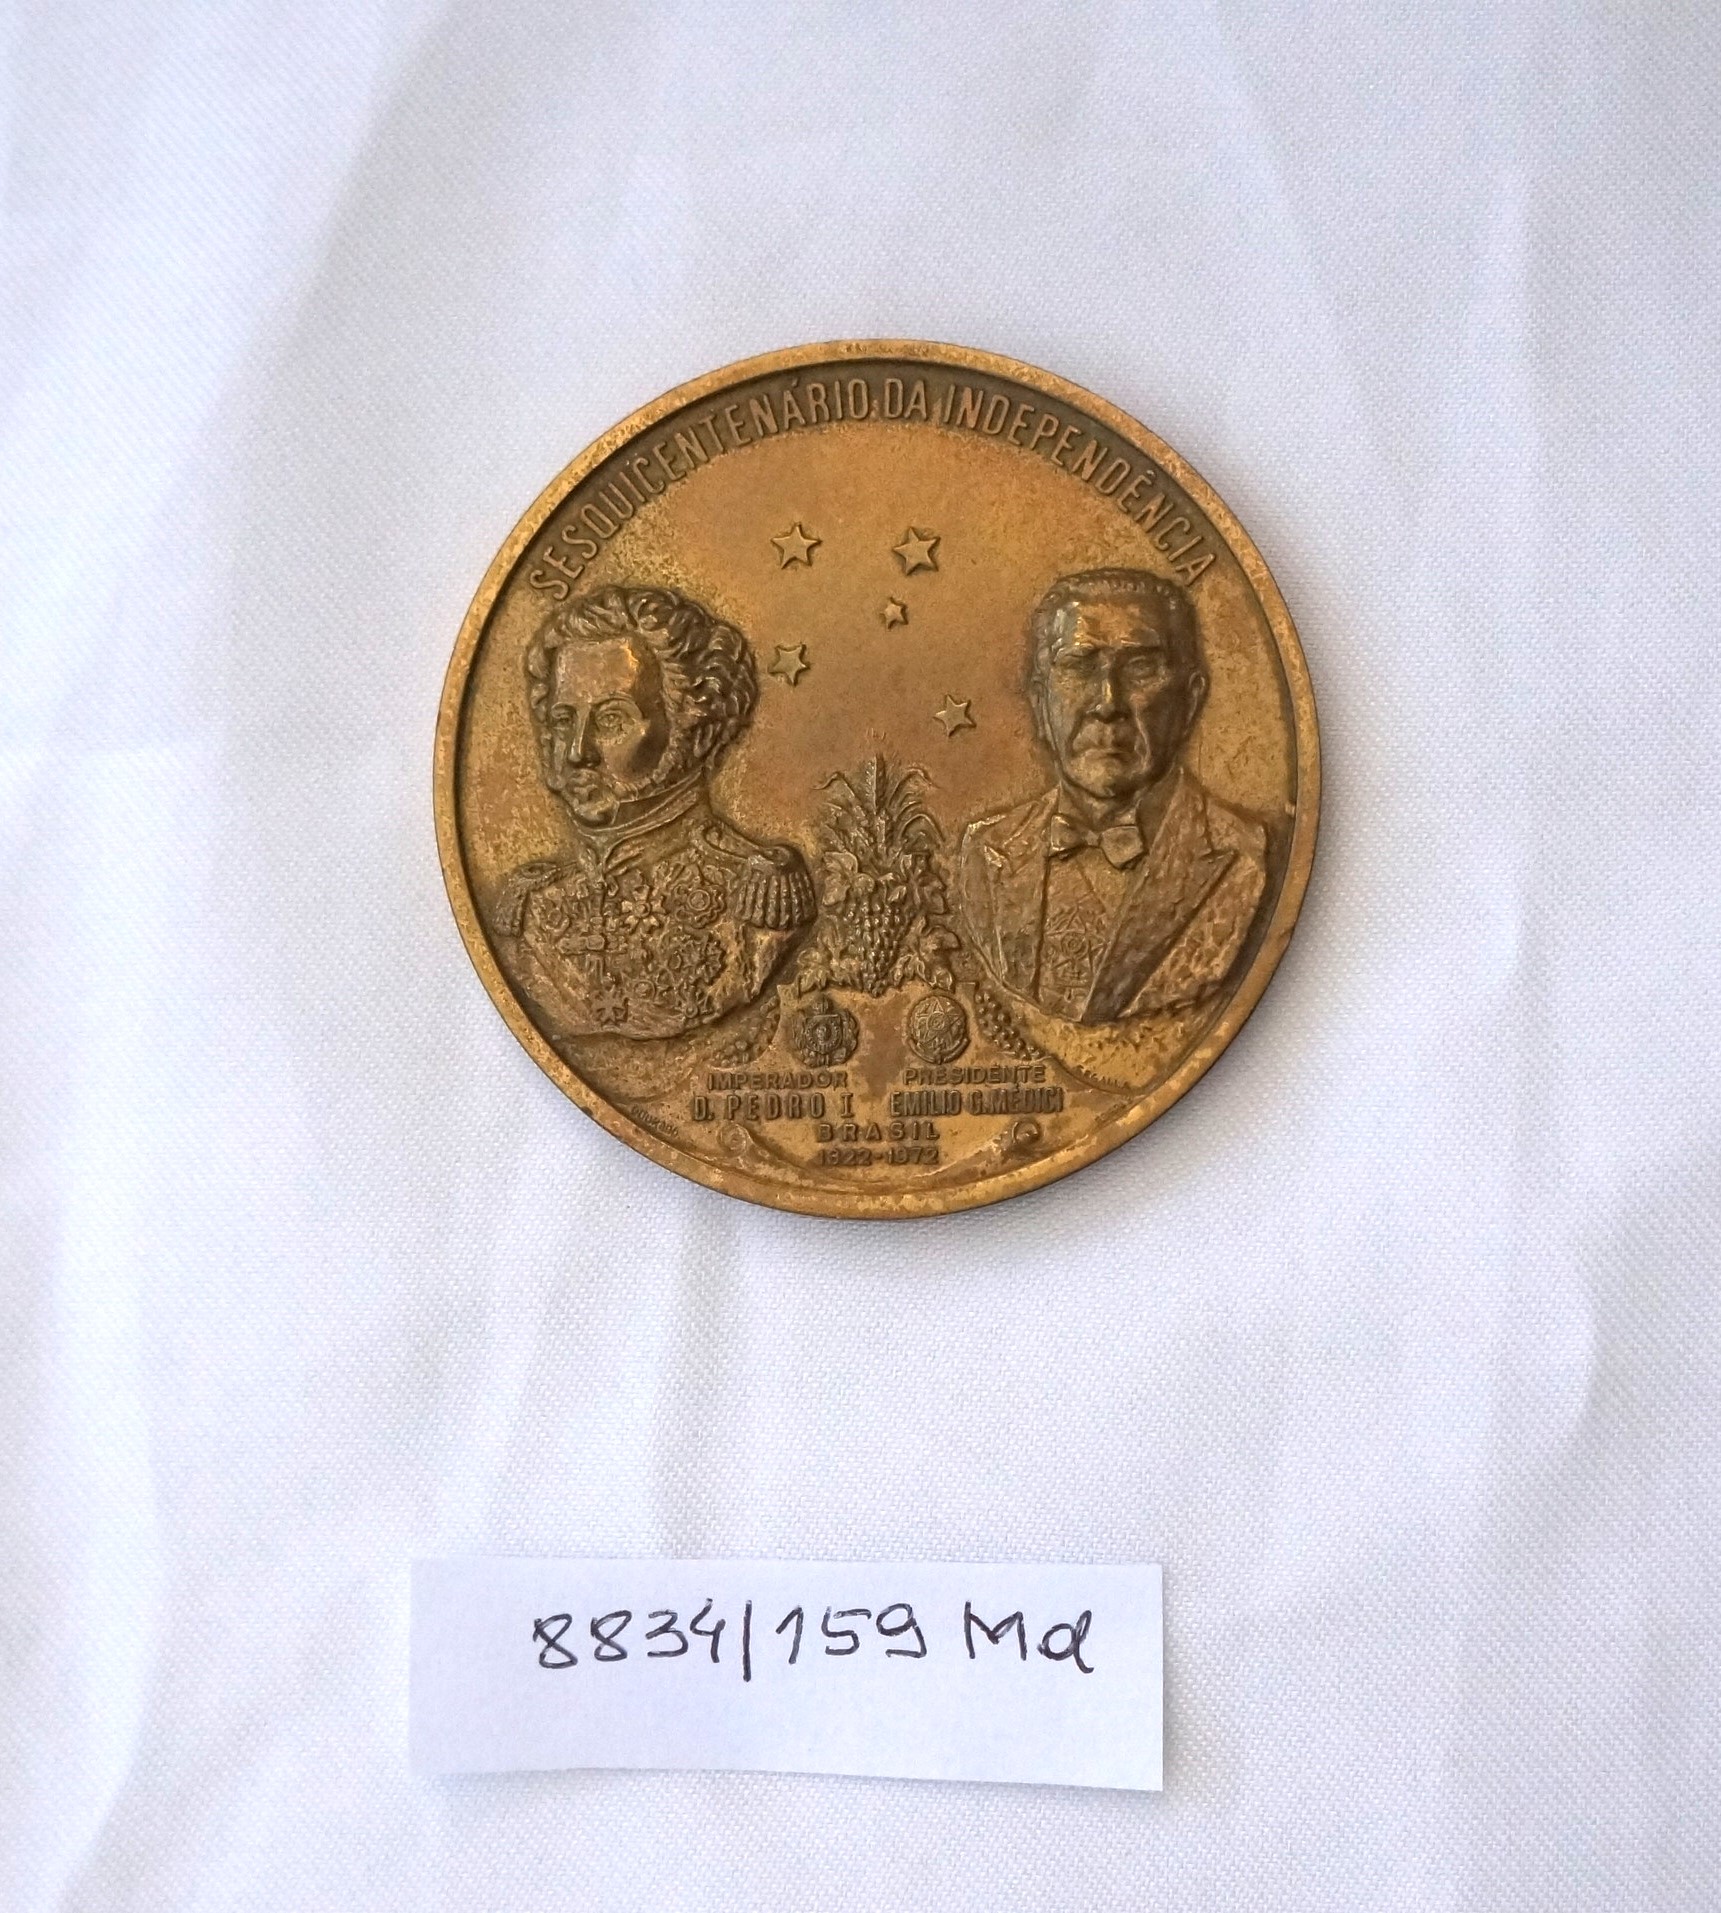 SESQUICENTENÁRIO DA INDEPENDÊNCIA
IMPERADOR PRESIDENTE
D. PEDRO I EMILIO G. MÉDICI
BRASIL
1822-1972
8834/159 Md